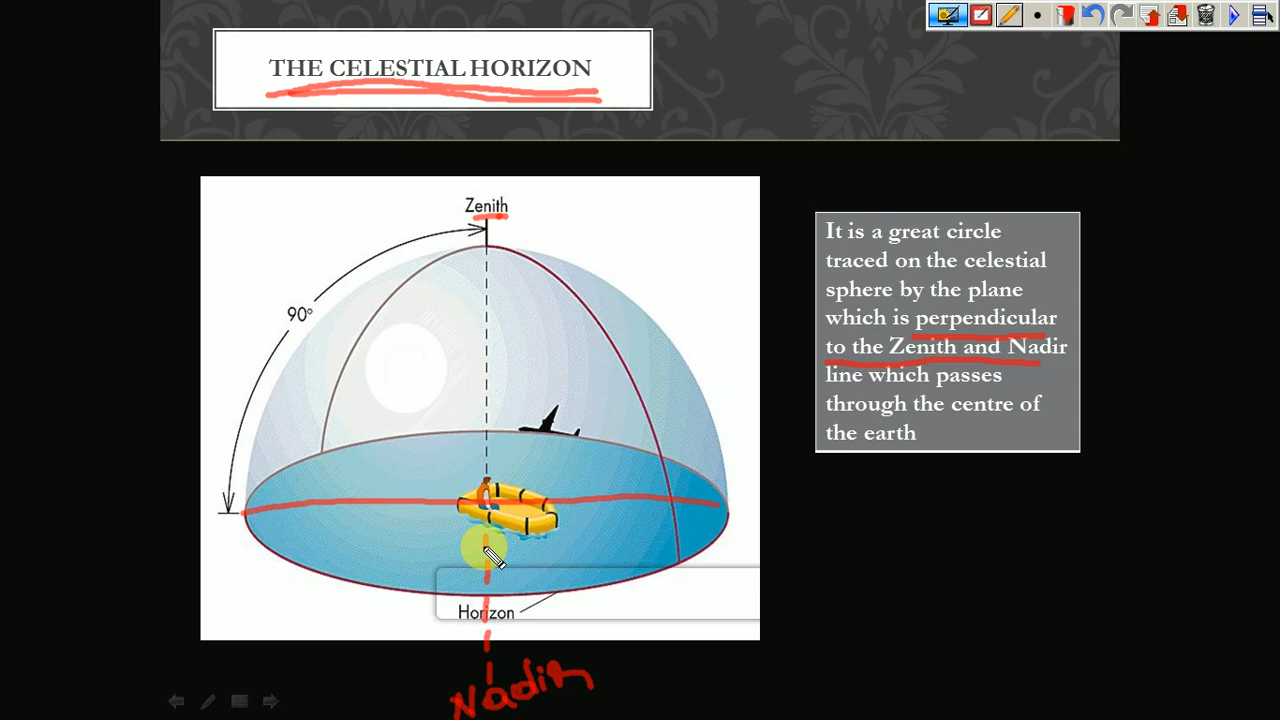 THE CELESTIAL HORIZON
Zenith
90°
Horizon
Nadir
It is a great circle
traced on the celestial
sphere by the plane
which is perpendicular
to the Zenith and Nadir
line which passes
through the centre of
the earth